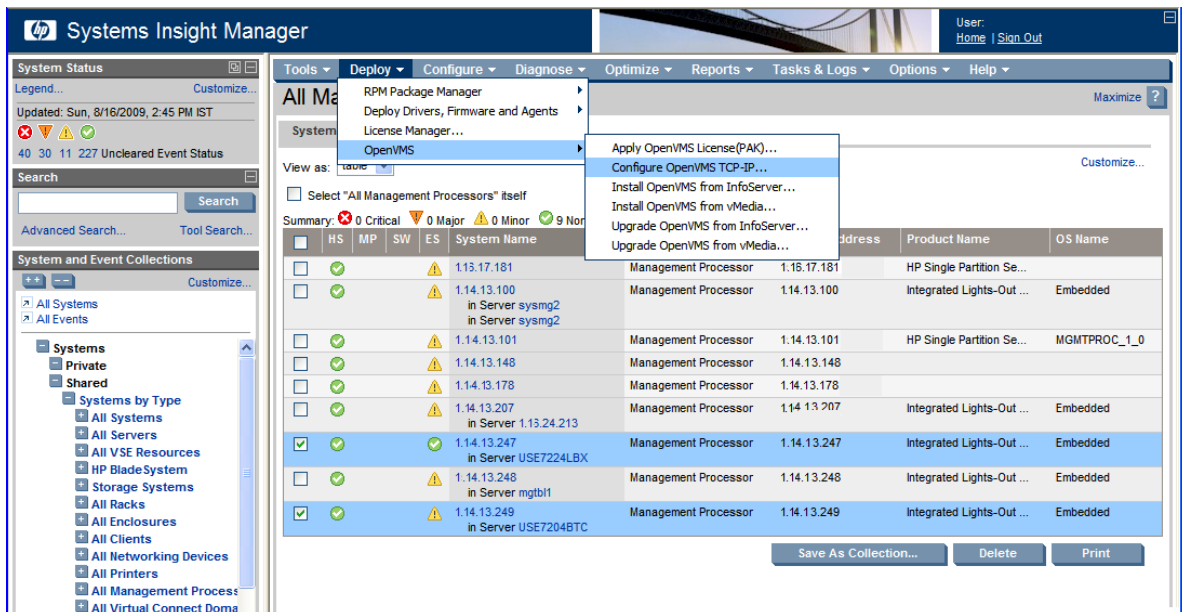 hp Systems Insight Manager
User:
Home | Sign Out
System Status
Legend... Customize...
Updated: Sun, 8/16/2009, 2:45 PM IST
40 30 11 227 Uncleared Event Status
Search
Search
Advanced Search... Tool Search...
System and Event Collections
++ -- Customize...
All Systems
All Events
Systems
Private
Shared
Systems by Type
All Systems
All Servers
All VSE Resources
HP BladeSystem
Storage Systems
All Racks
All Enclosures
All Clients
All Networking Devices
All Printers
All Management Process
All Virtual Connect Doma
Tools Deploy Configure Diagnose Optimize Reports Tasks & Logs Options Help
All Ma
Maximize ?
RPM Package Manager
Deploy Drivers, Firmware and Agents
License Manager...
OpenVMS
Apply OpenVMS License(PAK)...
Configure OpenVMS TCP-IP...
Install OpenVMS from InfoServer...
Install OpenVMS from vMedia...
Upgrade OpenVMS from InfoServer...
Upgrade OpenVMS from vMedia...
System
View as: table
Customize...
Select "All Management Processors" itself
Summary: 0 Critical 0 Major 0 Minor 9 Nor
HS MP SW ES System Name ddress Product Name OS Name
1.16.17.181 Management Processor 1.16.17.181 HP Single Partition Se...
1.14.13.100 Management Processor 1.14.13.100 Integrated Lights-Out ... Embedded
in Server sysmg2
in Server sysmg2
1.14.13.101 Management Processor 1.14.13.101 HP Single Partition Se... MGMTPROC_1_0
1.14.13.148 Management Processor 1.14.13.148
1.14.13.178 Management Processor 1.14.13.178
1.14.13.207 Management Processor 1.14.13.207 Integrated Lights-Out ... Embedded
in Server 1.16.24.213
1.14.13.247 Management Processor 1.14.13.247 Integrated Lights-Out ... Embedded
in Server USE7224LBX
1.14.13.248 Management Processor 1.14.13.248 Integrated Lights-Out ... Embedded
in Server mgtbl1
1.14.13.249 Management Processor 1.14.13.249 Integrated Lights-Out ... Embedded
in Server USE7204BTC
Save As Collection... Delete Print